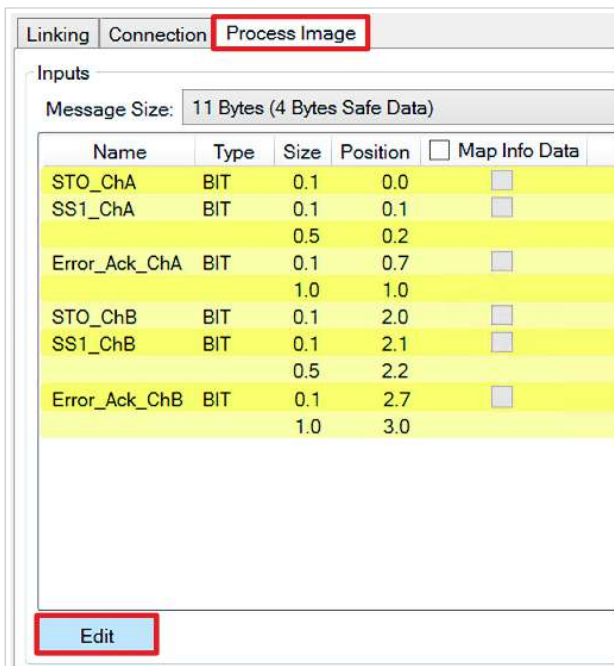 Linking Connection Process Image
Inputs
Message Size: 11 Bytes (4 Bytes Safe Data)
Name Type Size Position Map Info Data
STO_ChA BIT 0.1 0.0
SS1_ChA BIT 0.1 0.1
0.5 0.2
Error_Ack_ChA BIT 0.1 0.7
1.0 1.0
STO_ChB BIT 0.1 2.0
SS1_ChB BIT 0.1 2.1
0.5 2.2
Error_Ack_ChB BIT 0.1 2.7
1.0 3.0
Edit